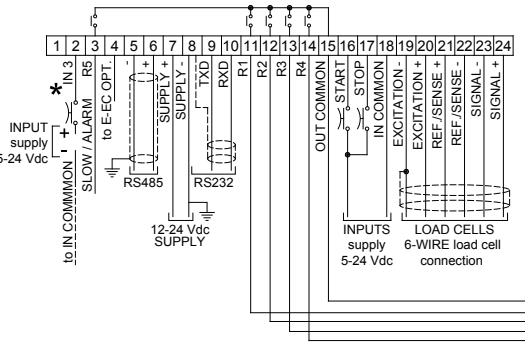 1 2 3 4 5 6 7 8 9 10 11 12 13 14 15 16 17 18 19 20 21 22 23 24
* IN 3
R5
SLOW / ALARM
to E-EC OPT.
-
+
SUPPLY +
SUPPLY -
TXD
RXD
R1
R2
R3
R4
OUT COMMON
START
STOP
IN COMMON
EXCITATION -
EXCITATION +
REF./SENSE +
REF./SENSE -
SIGNAL -
SIGNAL +
INPUT
supply
5-24 Vdc
+
-
to IN COMMMON
RS485
RS232
12-24 Vdc
SUPPLY
INPUTS
supply
5-24 Vdc
LOAD CELLS
6-WIRE load cell
connection